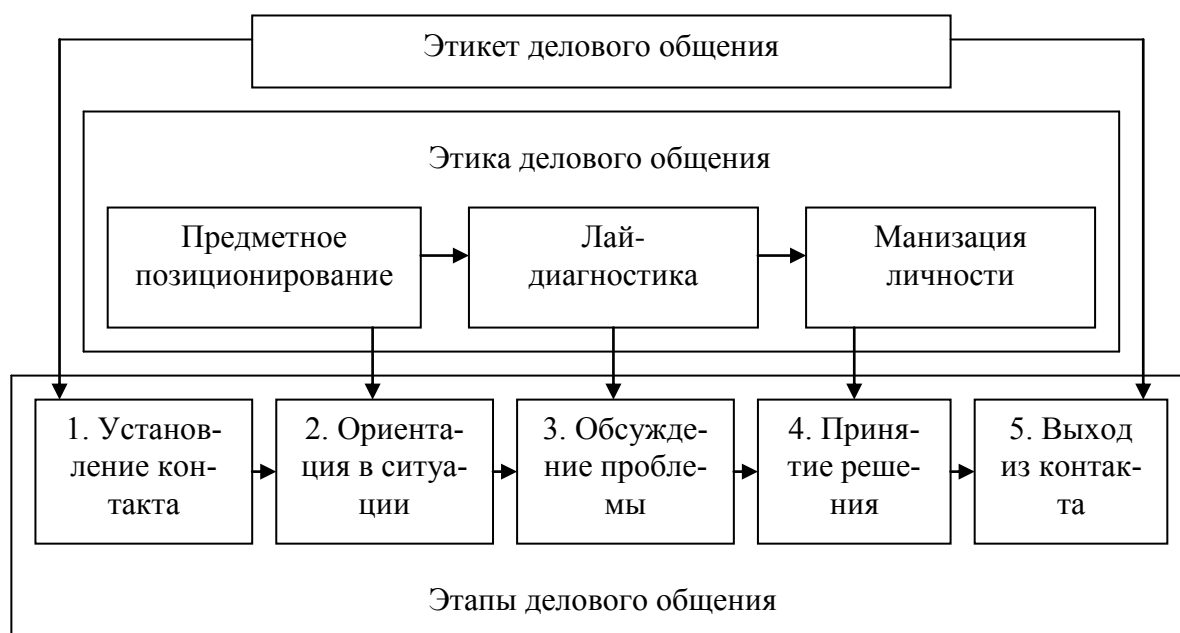 Этикет делового общения
Этика делового общения
Предметное
позиционирование
Лай-
диагностика
Манизация
личности
1. Установ-
ление кон-
такта
2. Ориента-
ция в ситуа-
ции
3. Обсужде-
ние пробле-
мы
4. Приня-
тие реше-
ния
5. Выход
из контак-
та
Этапы делового общения